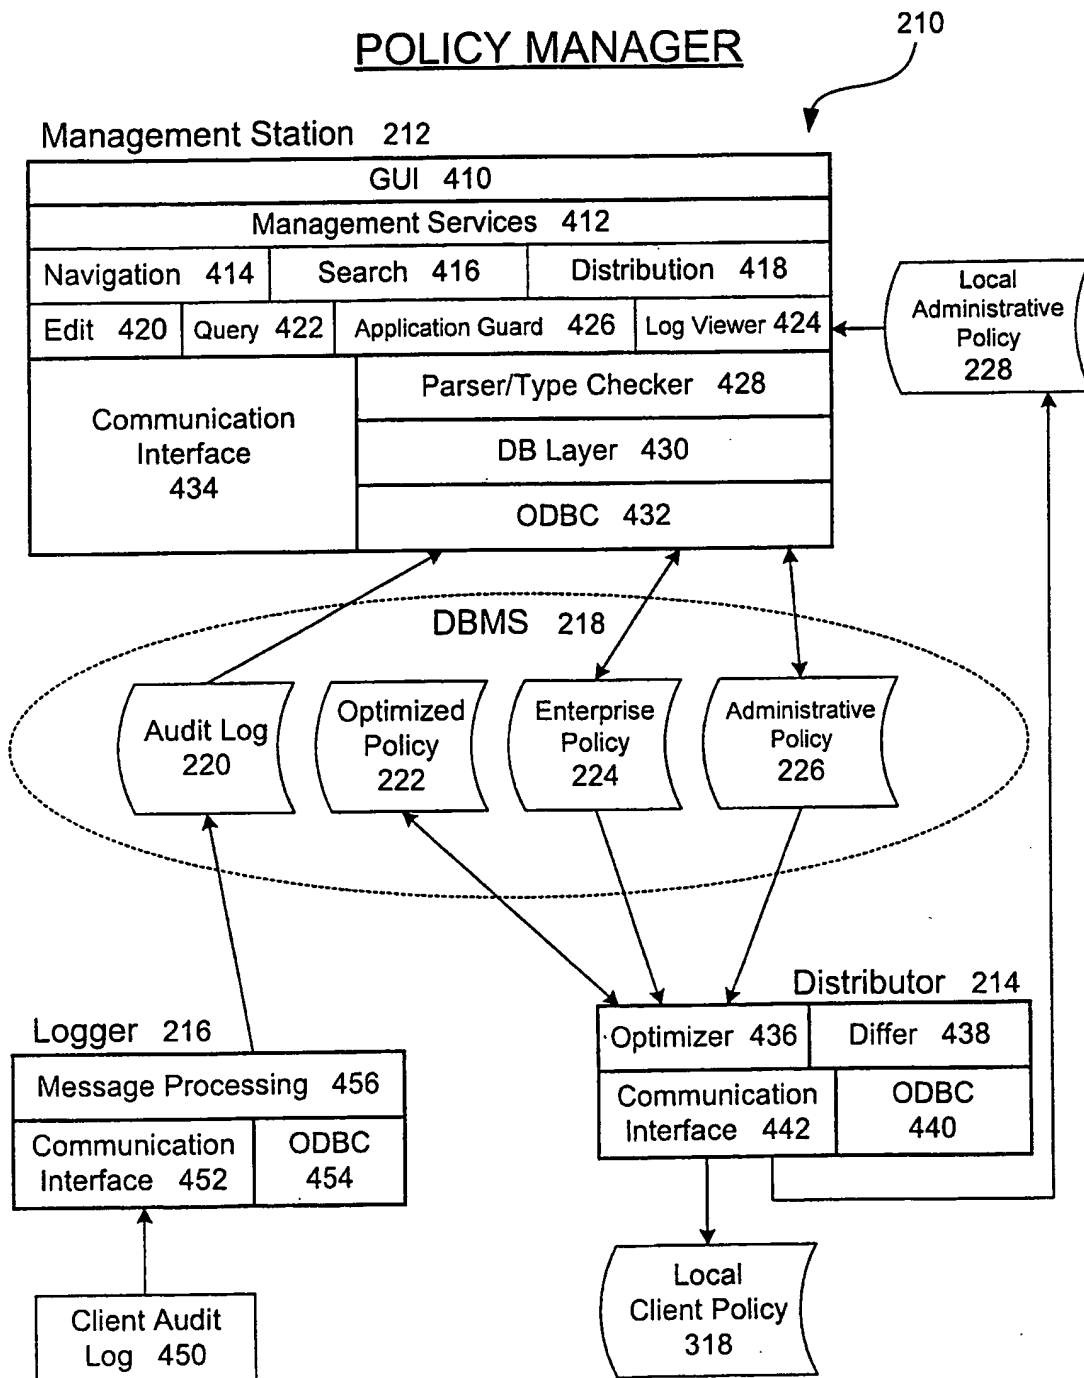 210
POLICY MANAGER
Management Station 212
GUI 410
Management Services 412
Navigation 414
Search 416
Distribution 418
Edit 420
Query 422
Application Guard 426
Log Viewer 424
Local
Administrative
Policy
228
Communication
Interface
434
Parser/Type Checker 428
DB Layer 430
ODBC 432
DBMS 218
Audit Log
220
Optimized
Policy
222
Enterprise
Policy
224
Administrative
Policy
226
Distributor 214
Optimizer 436
Differ 438
Communication
Interface 442
ODBC
440
Logger 216
Message Processing 456
Communication
Interface 452
ODBC
454
Client Audit
Log 450
Local
Client Policy
318